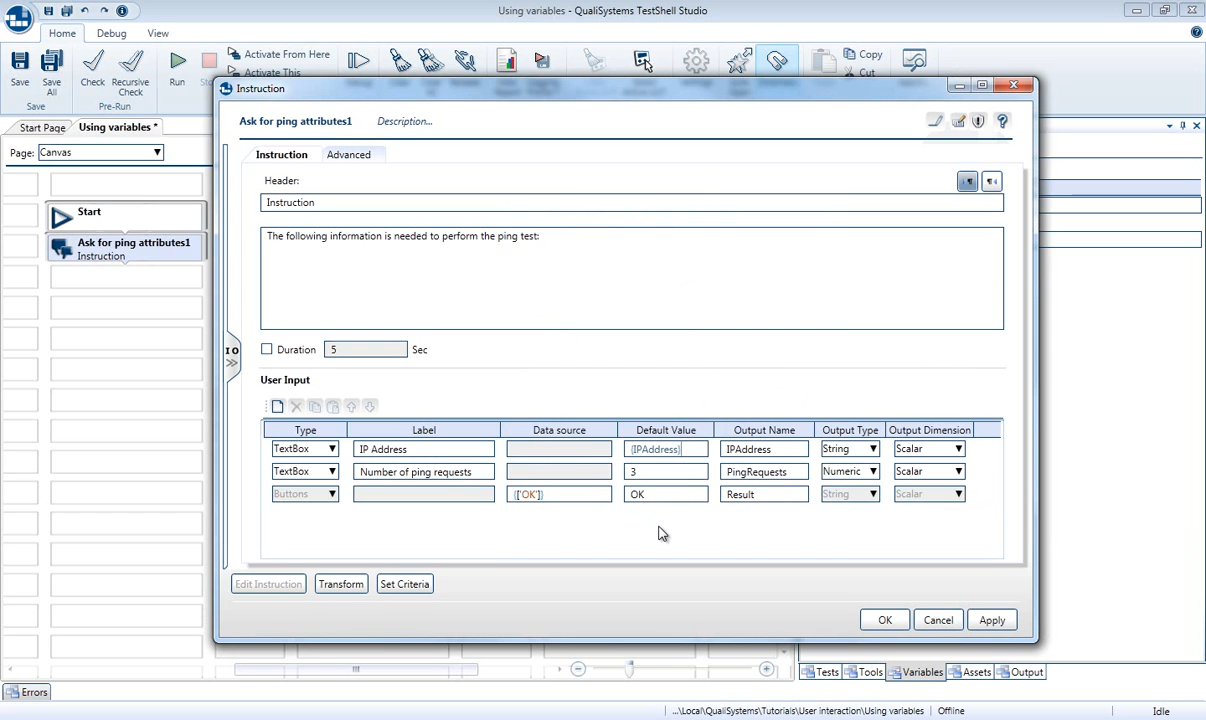 Using variables - QualiSystems TestShell Studio
Home
Debug
View
Save
Save All
Check
Recursive Check
Run
Activate From Here
Activate This
Copy
Cut
Save
Pre-Run
Start Page
Using variables *
Page:
Canvas
Start
Ask for ping attributes1
Instruction
Instruction
Ask for ping attributes1
Description...
Instruction
Advanced
Header:
Instruction
The following information is needed to perform the ping test:
Duration
5
Sec
IO
User Input
Type Label Data source Default Value Output Name Output Type Output Dimension
TextBox IP Address {IPAddress} IPAddress String Scalar
TextBox Number of ping requests 3 PingRequests Numeric Scalar
Buttons {['OK']} OK Result String Scalar
Edit Instruction
Transform
Set Criteria
OK
Cancel
Apply
Tests
Tools
Variables
Assets
Output
Errors
...\Local\QualiSystems\Tutorials\User interaction\Using variables
Offline
Idle